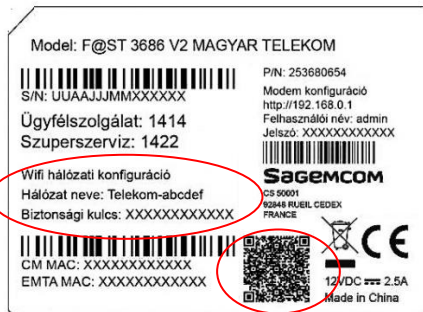 Model: F@ST 3686 V2 MAGYAR TELEKOM
S/N: UUAAJJJMMXXXXXX
Ügyfélszolgálat: 1414
Szuperszerviz: 1422
Wifi hálózati konfiguráció
Hálózat neve: Telekom-abcdef
Biztonsági kulcs: XXXXXXXXXXXX
CM MAC: XXXXXXXXXXXX
EMTA MAC: XXXXXXXXXXXX
P/N: 253680654
Modem konfiguráció
http://192.168.0.1
Felhasználói név: admin
Jelszó: XXXXXXXXXXXX
SAGEMCOM
CS 50001
92848 RUEIL CEDEX
FRANCE
CE
12VDC 2.5A
Made in China